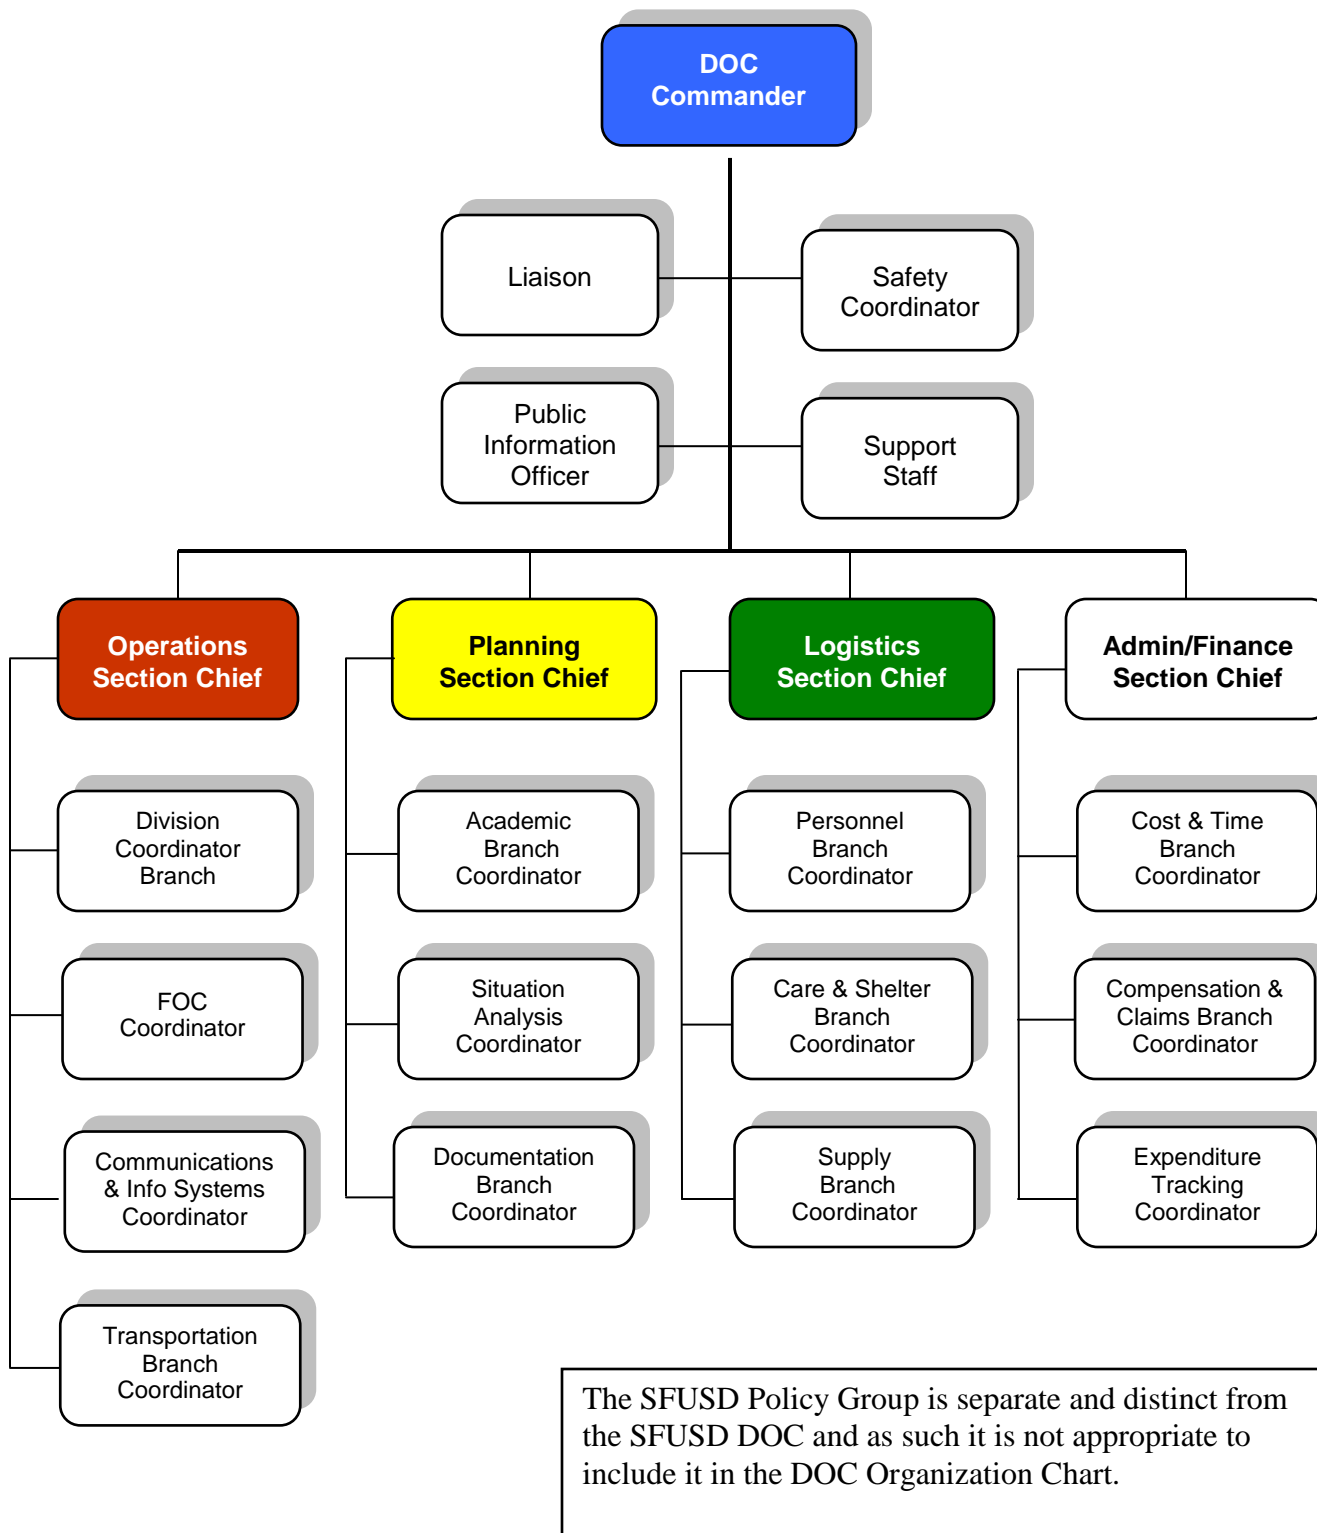 DOC
Commander
Liaison
Safety
Coordinator
Public
Information
Officer
Support
Staff
Operations
Section Chief
Planning
Section Chief
Logistics
Section Chief
Admin/Finance
Section Chief
Division
Coordinator
Branch
Academic
Branch
Coordinator
Personnel
Branch
Coordinator
Cost & Time
Branch
Coordinator
FOC
Coordinator
Situation
Analysis
Coordinator
Care & Shelter
Branch
Coordinator
Compensation &
Claims Branch
Coordinator
Communications
& Info Systems
Coordinator
Documentation
Branch
Coordinator
Supply
Branch
Coordinator
Expenditure
Tracking
Coordinator
Transportation
Branch
Coordinator
The SFUSD Policy Group is separate and distinct from
the SFUSD DOC and as such it is not appropriate to
include it in the DOC Organization Chart.